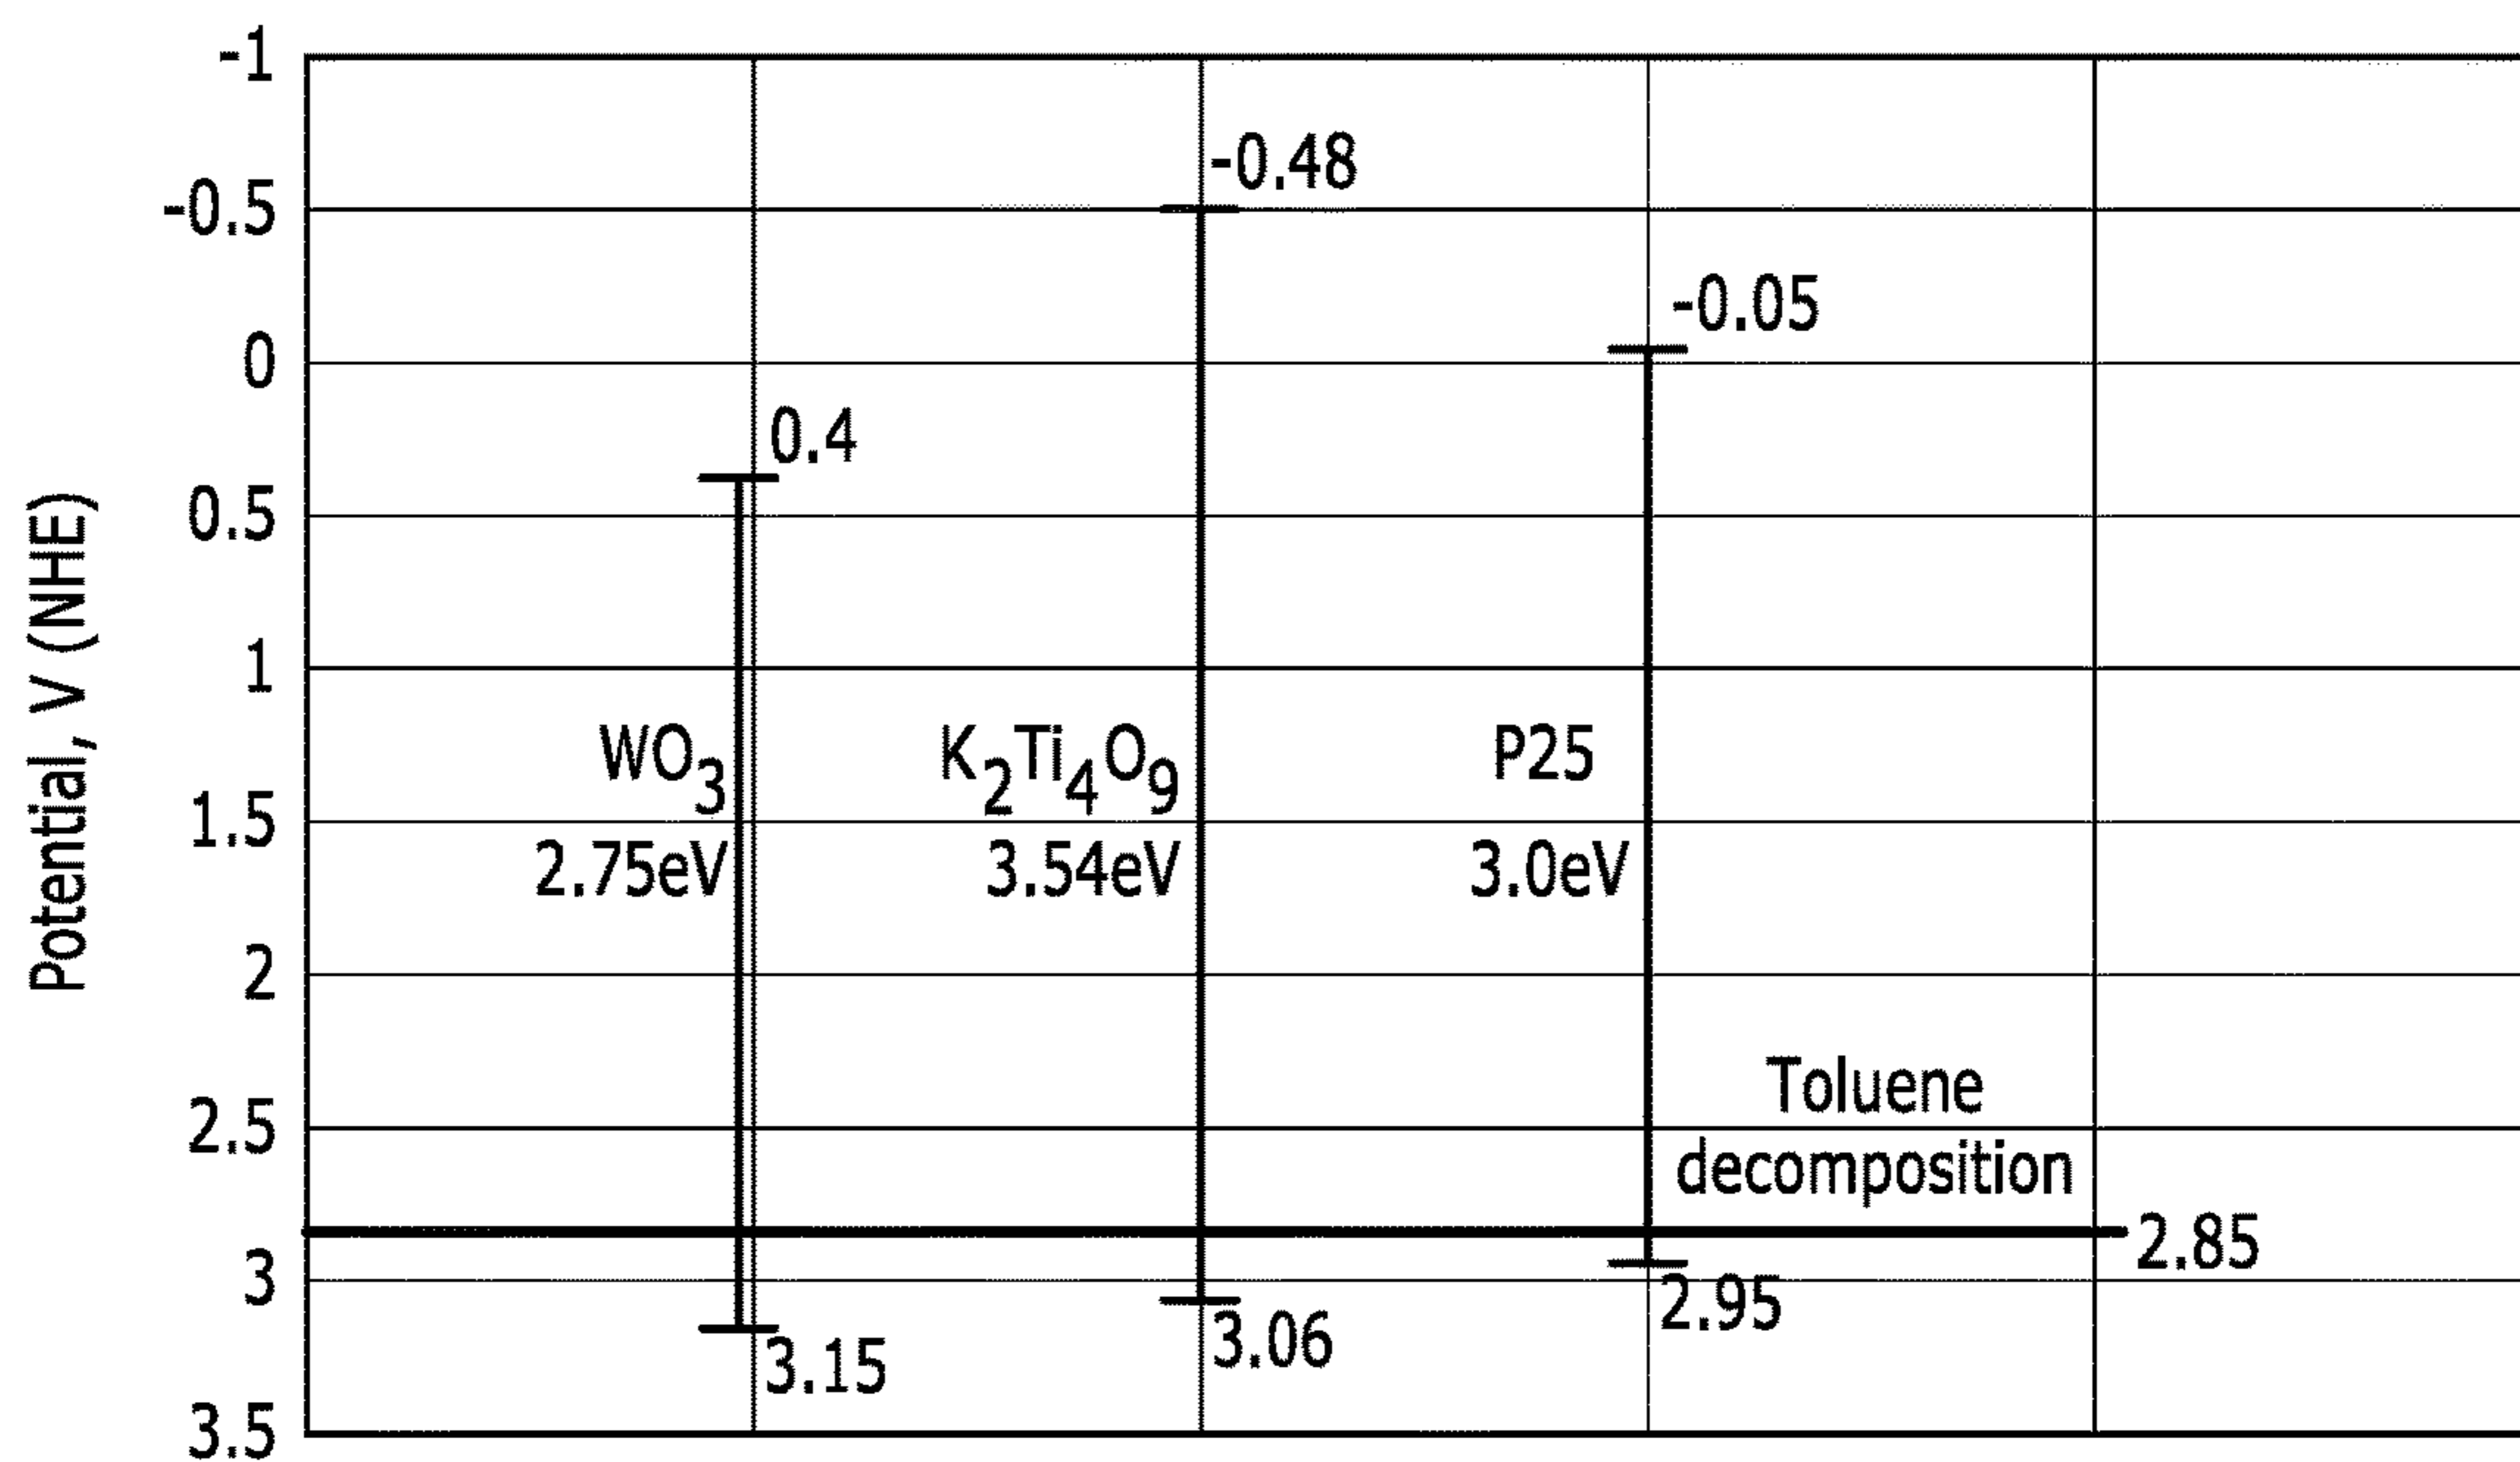 Potential, V (NHE)
-1
-0.5
0
0.5
1
1.5
2
2.5
3
3.5
0.4
WO3
2.75eV
3.15
-0.48
K2Ti4O9
3.54eV
3.06
-0.05
P25
3.0eV
2.95
Toluene
decomposition
2.85